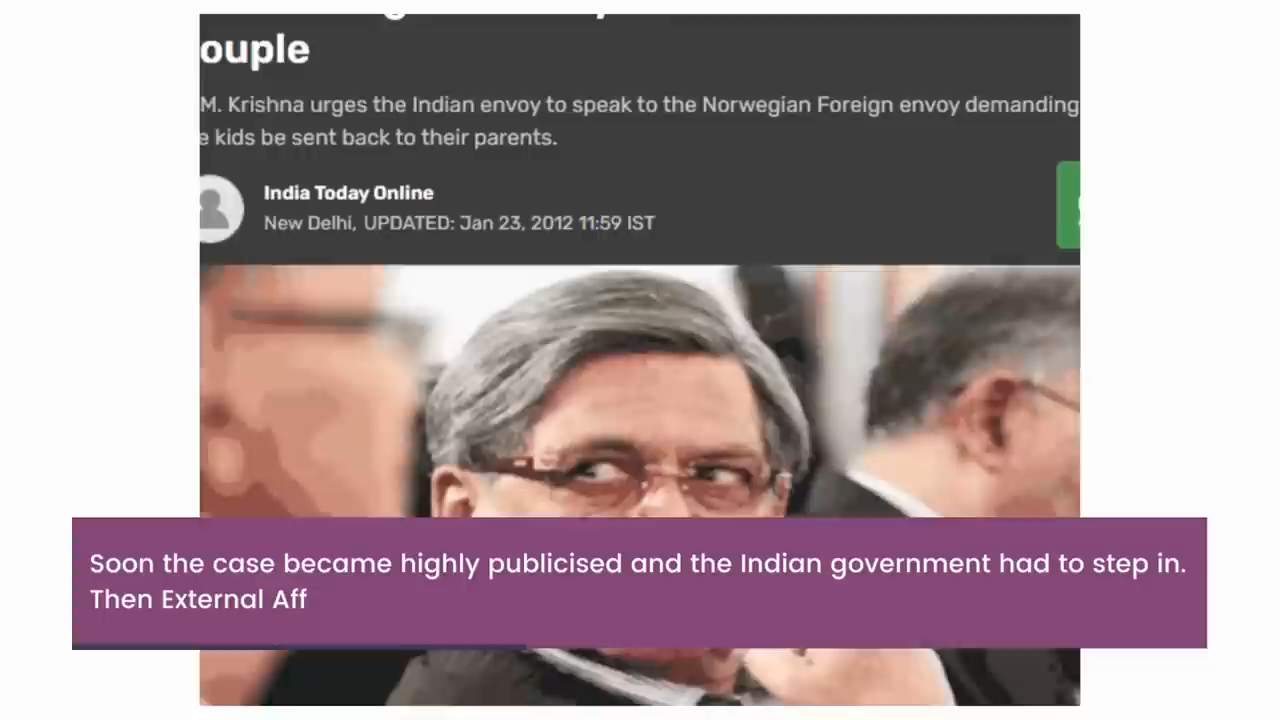 ouple
M. Krishna urges the Indian envoy to speak to the Norwegian Foreign envoy demanding
e kids be sent back to their parents.
India Today Online
New Delhi, UPDATED: Jan 23, 2012 11:59 IST
Soon the case became highly publicised and the Indian government had to step in.
Then External Aff